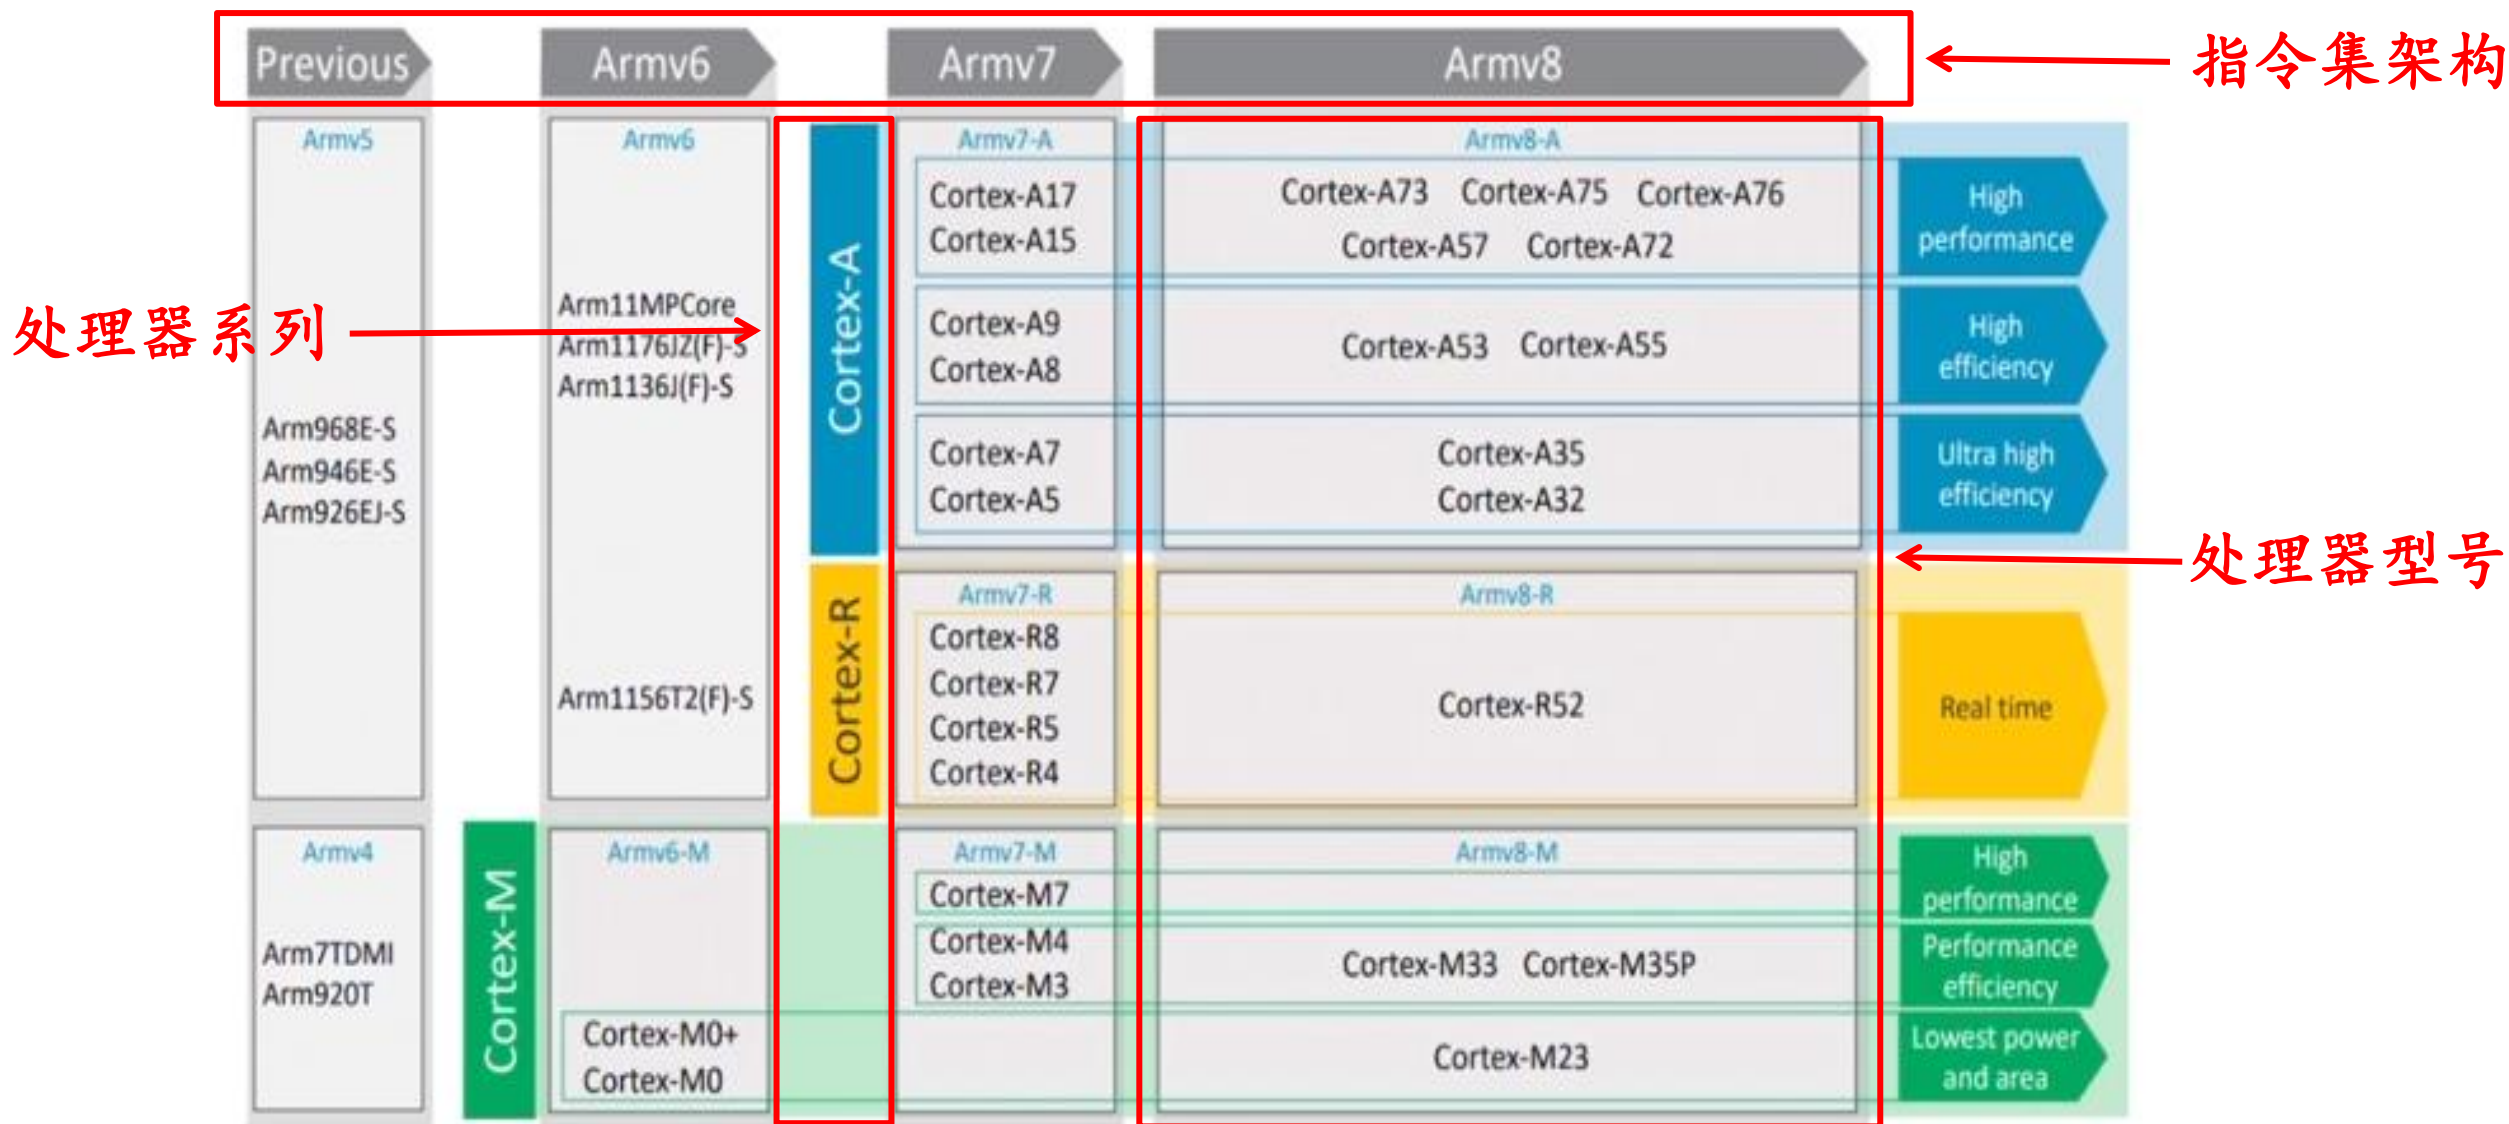 Previous
Armv6
Armv7
Armv8
指令集架构
Armv5
Arm968E-S
Arm946E-S
Arm926EJ-S
Armv4
Arm7TDMI
Arm920T
处理器系列
Armv6
Arm11MPCore
Arm1176JZ(F)-S
Arm1136J(F)-S
Arm1156T2(F)-S
Cortex-M
Armv6-M
Cortex-M0+
Cortex-M0
Cortex-A
Armv7-A
Cortex-A17
Cortex-A15
Cortex-A9
Cortex-A8
Cortex-A7
Cortex-A5
Armv8-A
Cortex-A73 Cortex-A75 Cortex-A76
Cortex-A57 Cortex-A72
Cortex-A53 Cortex-A55
Cortex-A35
Cortex-A32
High
performance
High
efficiency
Ultra high
efficiency
处理器型号
Cortex-R
Armv7-R
Cortex-R8
Cortex-R7
Cortex-R5
Cortex-R4
Armv8-R
Cortex-R52
Real time
Armv7-M
Cortex-M7
Cortex-M4
Cortex-M3
Armv8-M
Cortex-M33 Cortex-M35P
Cortex-M23
High
performance
Performance
efficiency
Lowest power
and area